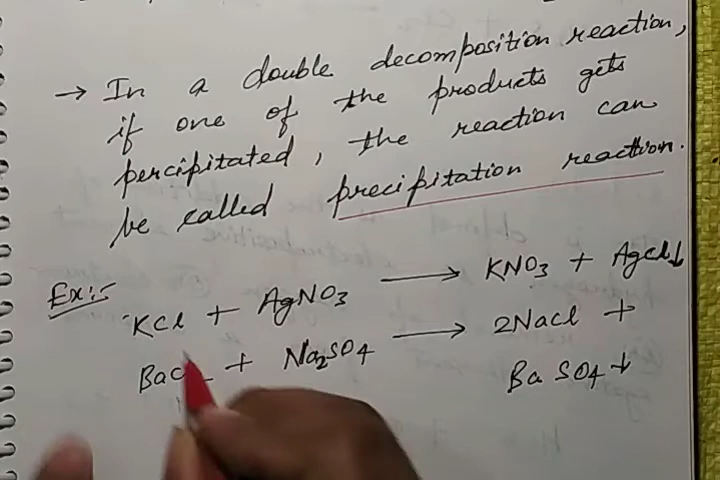 → In a double decomposition reaction,
if one of the products gets
percipitated, the reaction can
be called precipitation reaction.
Ex:- KCl + AgNO3 ⟶ KNO3 + AgCl↓
+ Na2SO4 ⟶ 2NaCl +
BaSO4↓